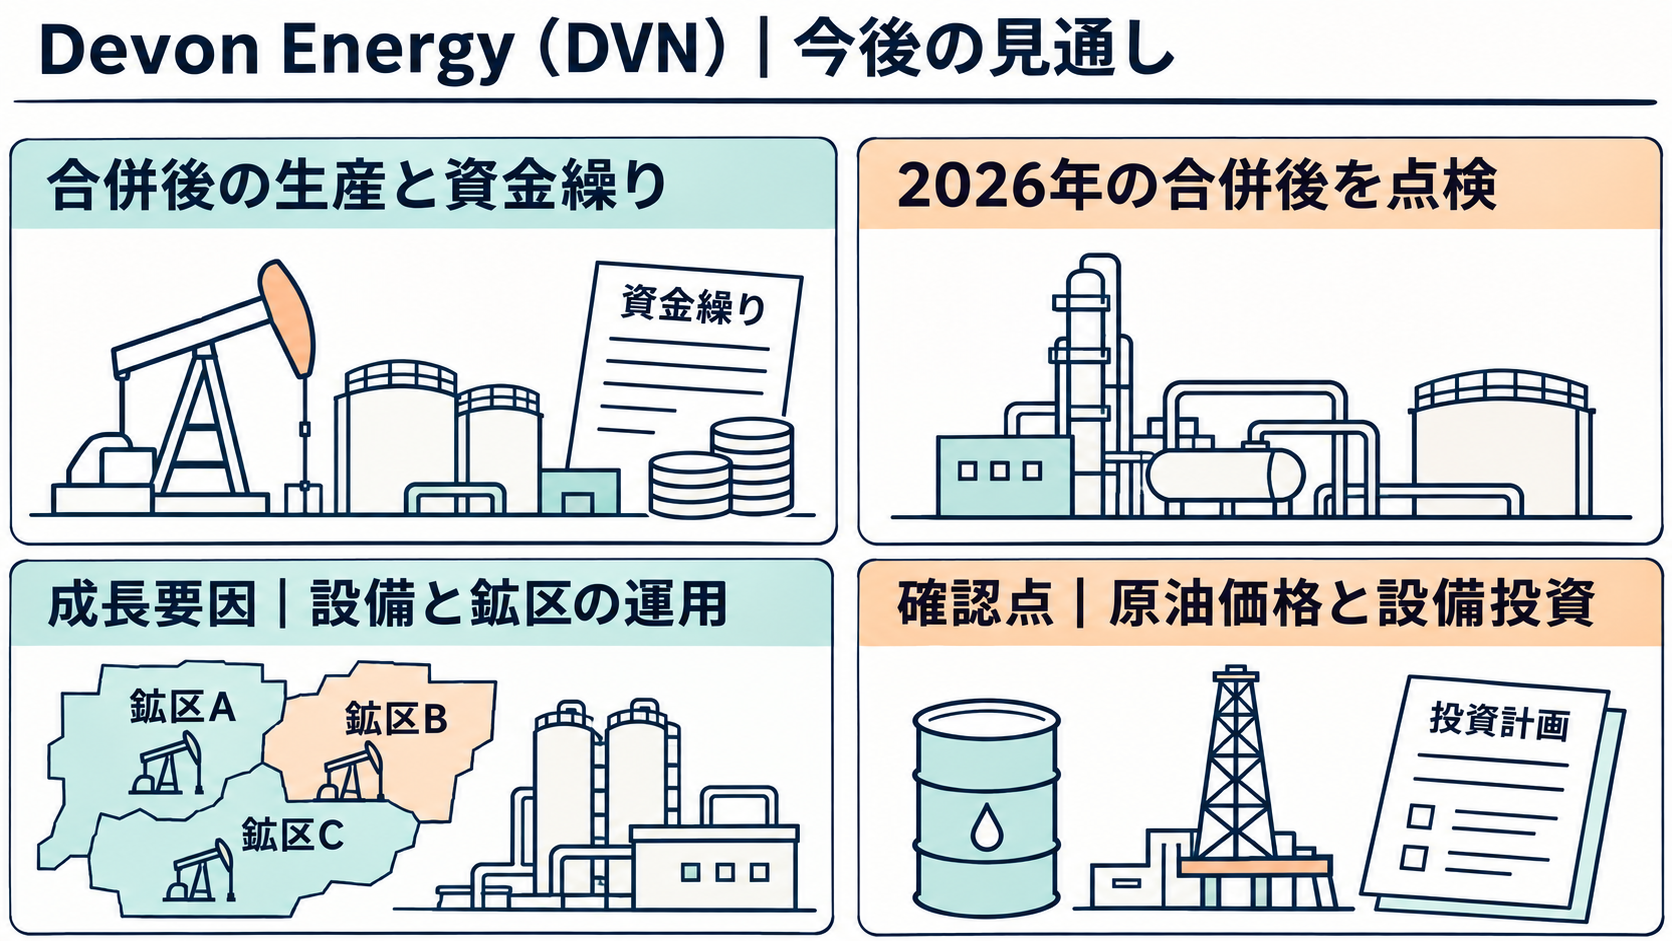 Devon Energy（DVN）｜今後の見通し
合併後の生産と資金繰り
資金繰り
2026年の合併後を点検
成長要因｜設備と鉱区の運用
鉱区A
鉱区B
鉱区C
確認点｜原油価格と設備投資
投資計画